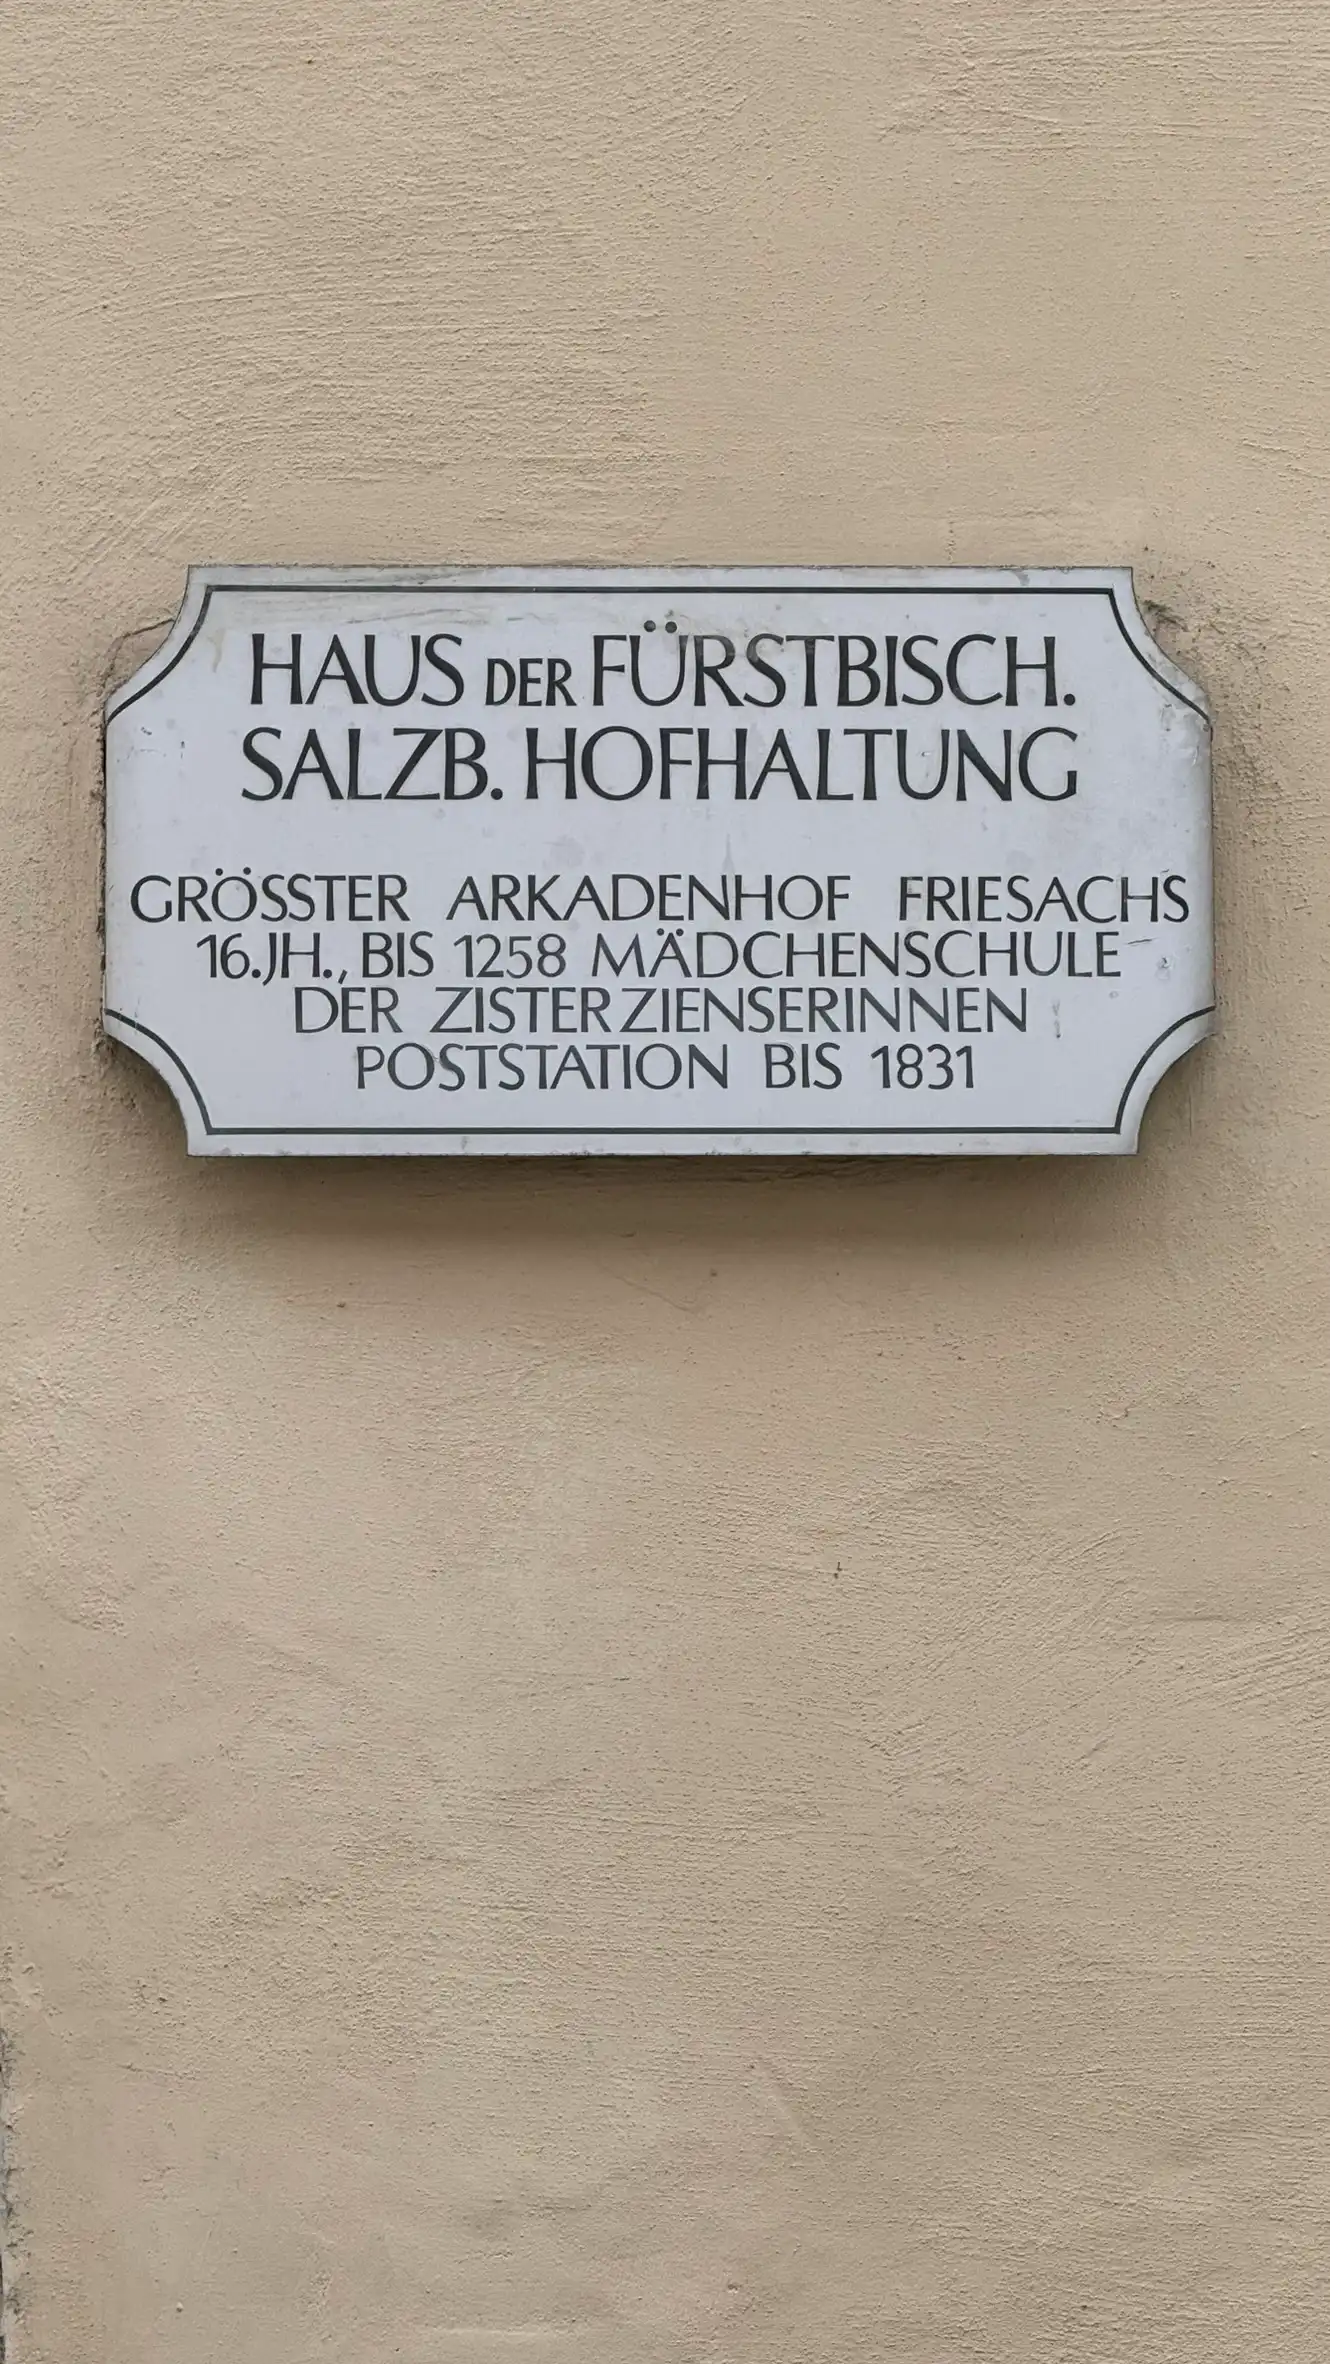 HAUS DER FÜRSTBISCH.
SALZB. HOFHALTUNG
GRÖSSTER ARKADENHOF FRIESACHS
16.JH., BIS 1258 MÄDCHENSCHULE
DER ZISTERZIENSERINNEN
POSTSTATION BIS 1831